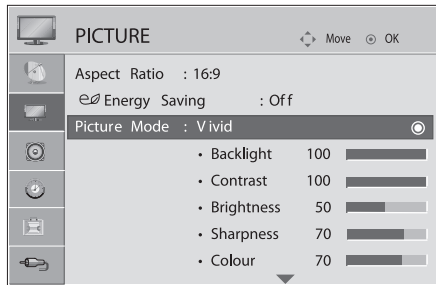 PICTURE Move OK
Aspect Ratio : 16:9
Energy Saving : Off
Picture Mode : Vivid
• Backlight 100
• Contrast 100
• Brightness 50
• Sharpness 70
• Colour 70